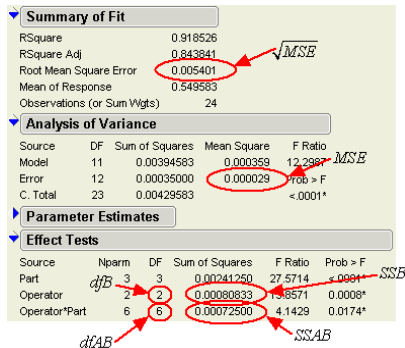 Summary of Fit
RSquare 0.918526
RSquare Adj 0.843841
Root Mean Square Error 0.005401 √MSE
Mean of Response 0.549583
Observations (or Sum Wgts) 24
Analysis of Variance
Source DF Sum of Squares Mean Square F Ratio
Model 11 0.00394583 0.000359 12.2987
Error 12 0.00035000 0.000029 Prob > F MSE
C. Total 23 0.00429583 <.0001*
Parameter Estimates
Effect Tests
Source Nparm DF Sum of Squares F Ratio Prob > F
Part 3 3 0.00241250 27.5714 <.0001*
dfB SSB
Operator 2 2 0.00080833 13.8571 0.0008*
Operator*Part 6 6 0.00072500 4.1429 0.0174*
dfAB SSAB